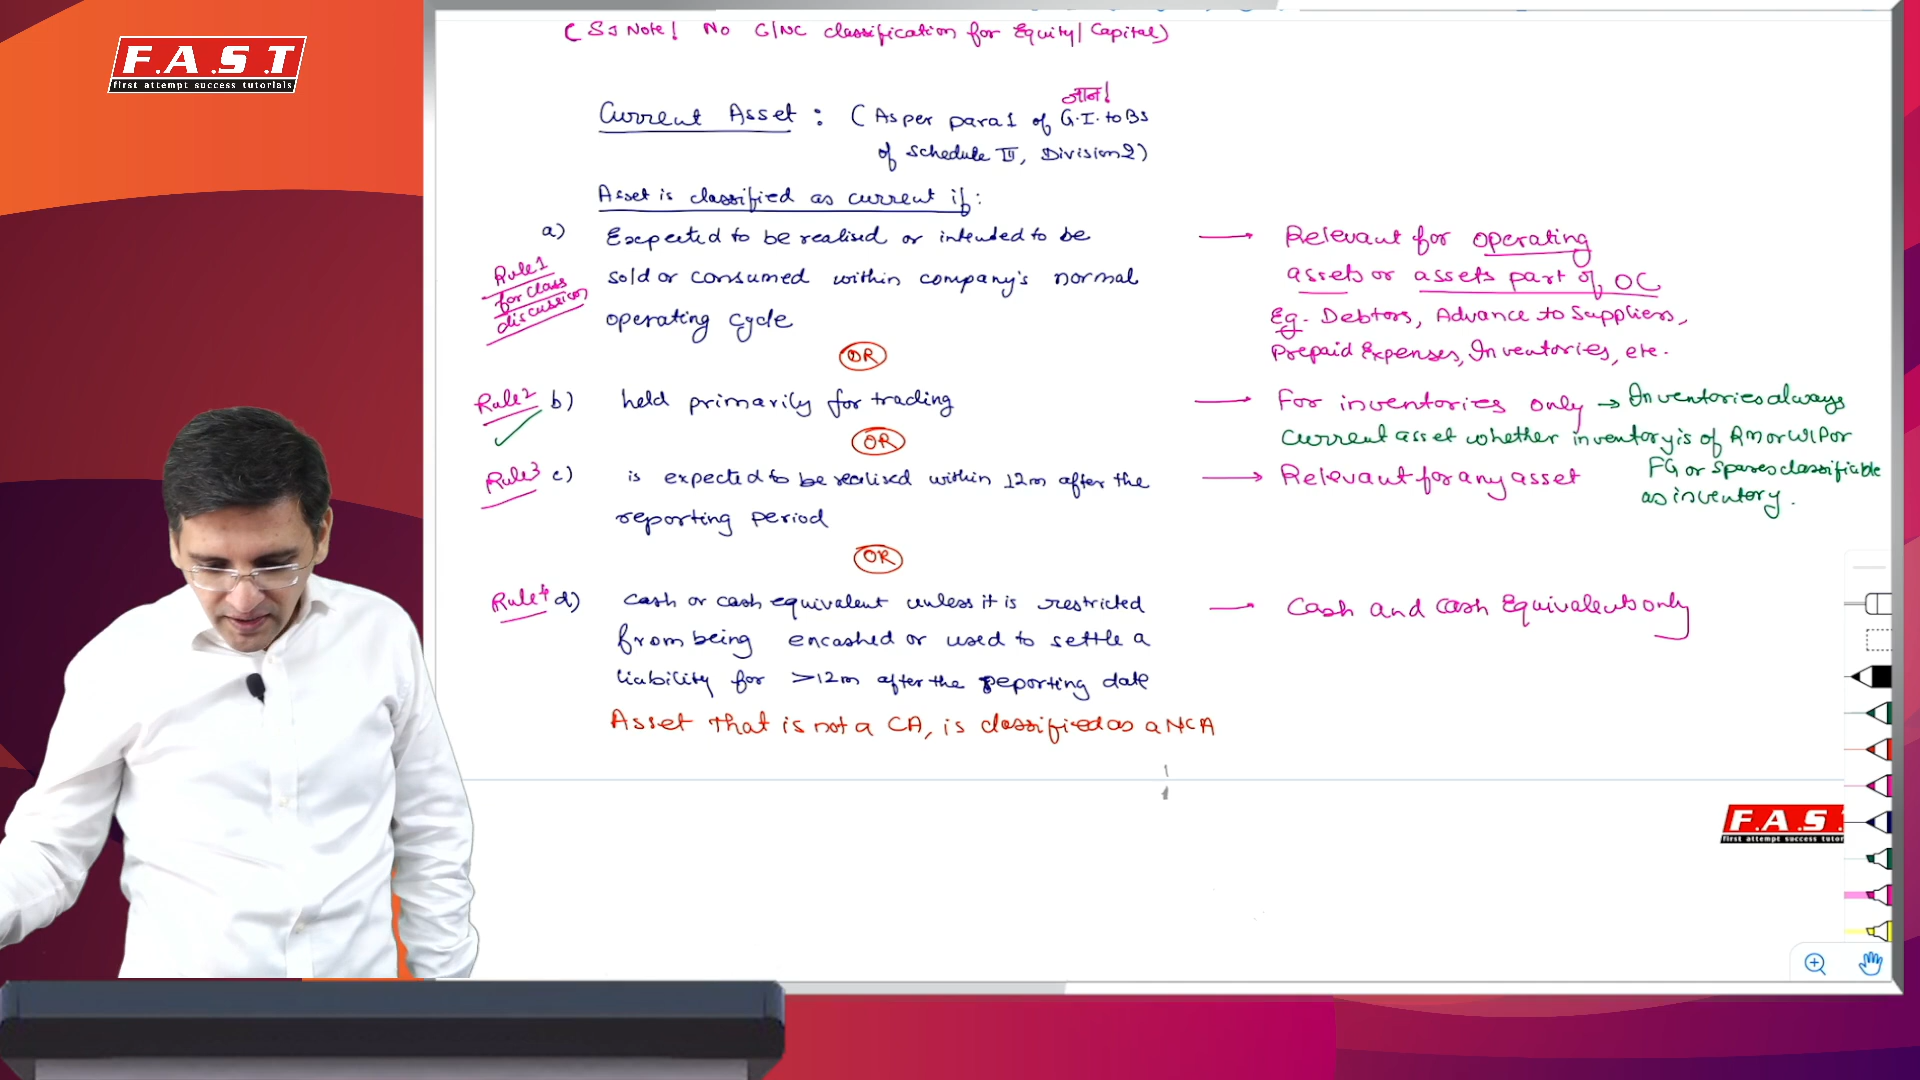 F.A.S.T
first attempt success tutorials
(SJ Note! No C/NC classification for Equity/Capital)
जान!
Current Asset : (As per para 1 of G.I. to BS
of Schedule III, Division 2)
Asset is classified as current if:
a) Expected to be realised or intended to be
sold or consumed within company's normal
operating cycle
Rule 1
for class
discussion
→ Relevant for operating
assets or assets part of OC
Eg. Debtors, Advance to Suppliers,
Prepaid Expenses, Inventories, etc.
OR
Rule 2 b) held primarily for trading
→ For inventories only → Inventories always
current asset whether inventory is of RM or WIP or
FG or spares classifiable
as inventory.
OR
Rule 3 c) is expected to be realised within 12m after the
reporting period
→ Relevant for any asset
OR
Rule 4 d) cash or cash equivalent unless it is restricted
from being encashed or used to settle a
liability for >12m after the reporting date
— Cash and Cash Equivalents only
Asset that is not a CA, is classified as a NCA
F.A.S.
first attempt success tutor